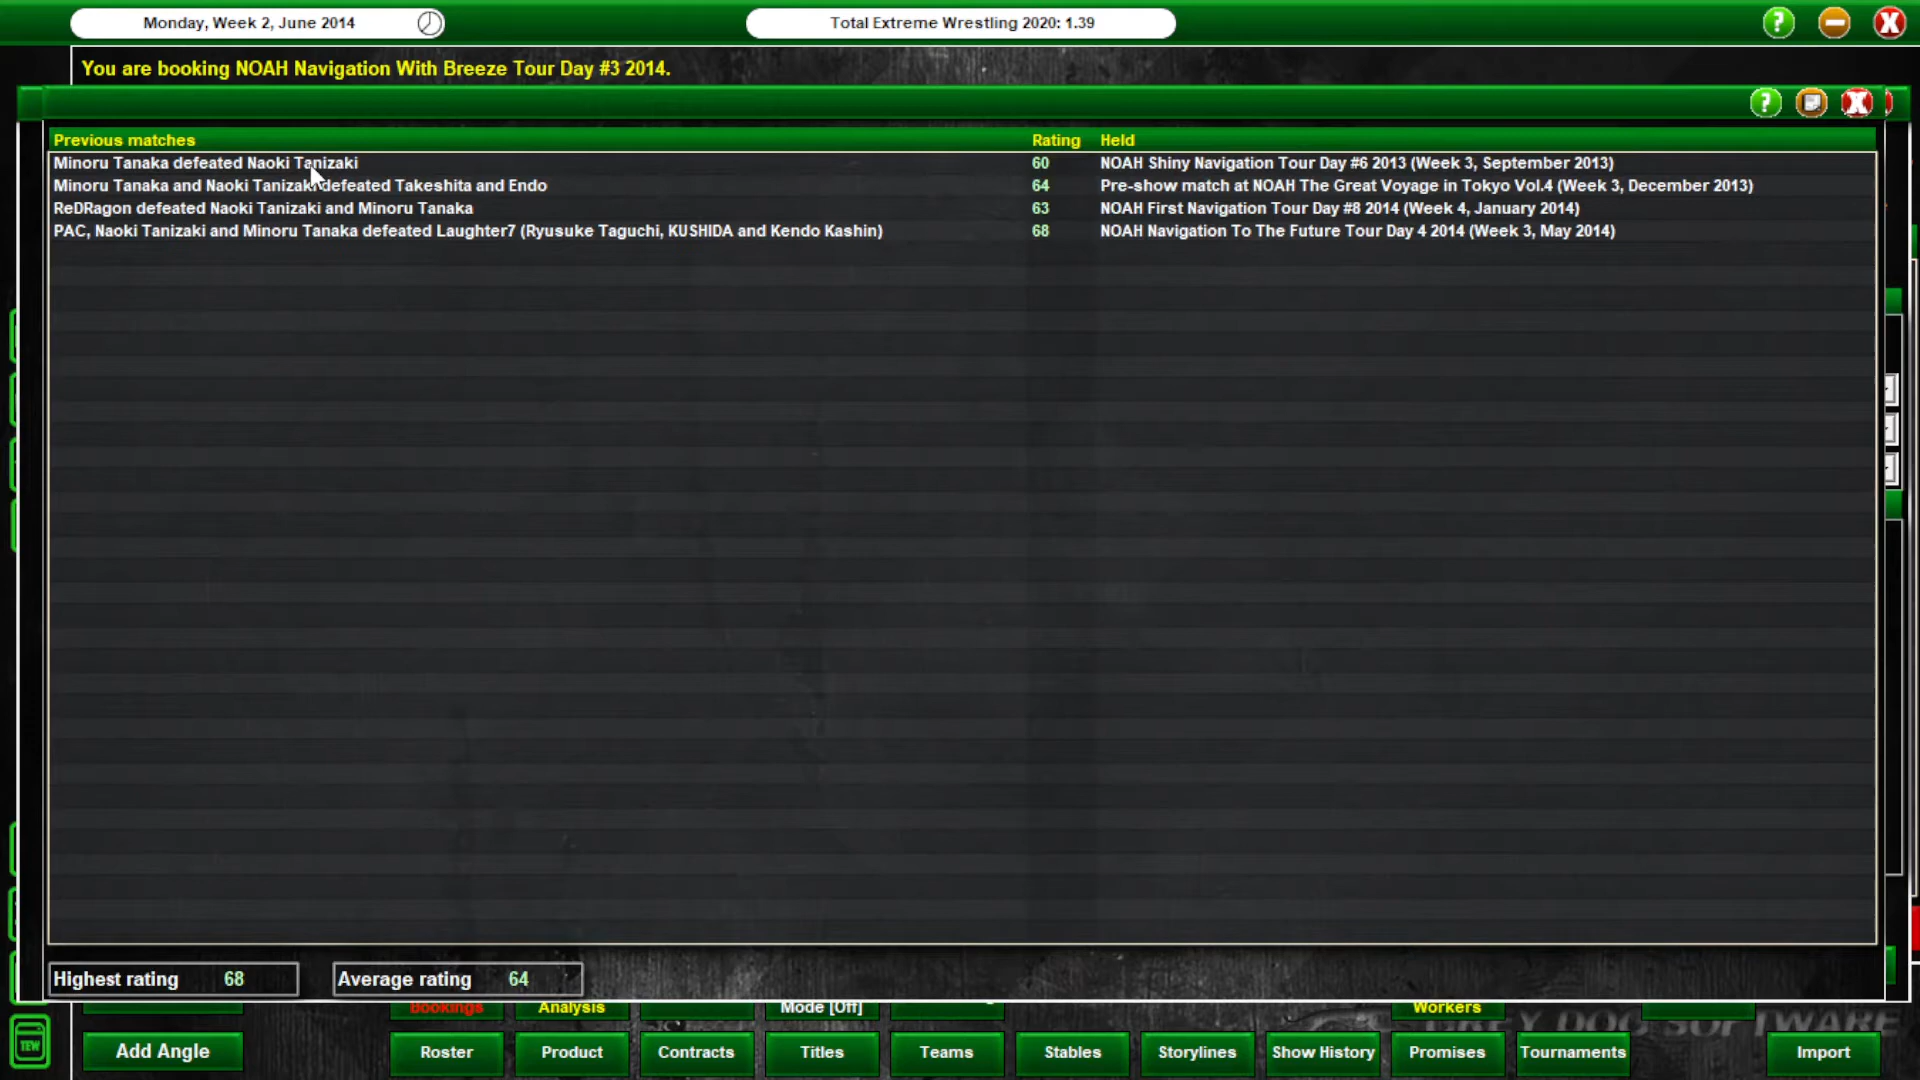 Monday, Week 2, June 2014
Total Extreme Wrestling 2020: 1.39
You are booking NOAH Navigation With Breeze Tour Day #3 2014.
Previous matches Rating Held
Minoru Tanaka defeated Naoki Tanizaki 60 NOAH Shiny Navigation Tour Day #6 2013 (Week 3, September 2013)
Minoru Tanaka and Naoki Tanizaki defeated Takeshita and Endo 64 Pre-show match at NOAH The Great Voyage in Tokyo Vol.4 (Week 3, December 2013)
ReDRagon defeated Naoki Tanizaki and Minoru Tanaka 63 NOAH First Navigation Tour Day #8 2014 (Week 4, January 2014)
PAC, Naoki Tanizaki and Minoru Tanaka defeated Laughter7 (Ryusuke Taguchi, KUSHIDA and Kendo Kashin) 68 NOAH Navigation To The Future Tour Day 4 2014 (Week 3, May 2014)
Highest rating 68 Average rating 64
Bookings Analysis Mode [Off] Workers
GREY DOG SOFTWARE
TEW Add Angle Roster Product Contracts Titles Teams Stables Storylines Show History Promises Tournaments Import